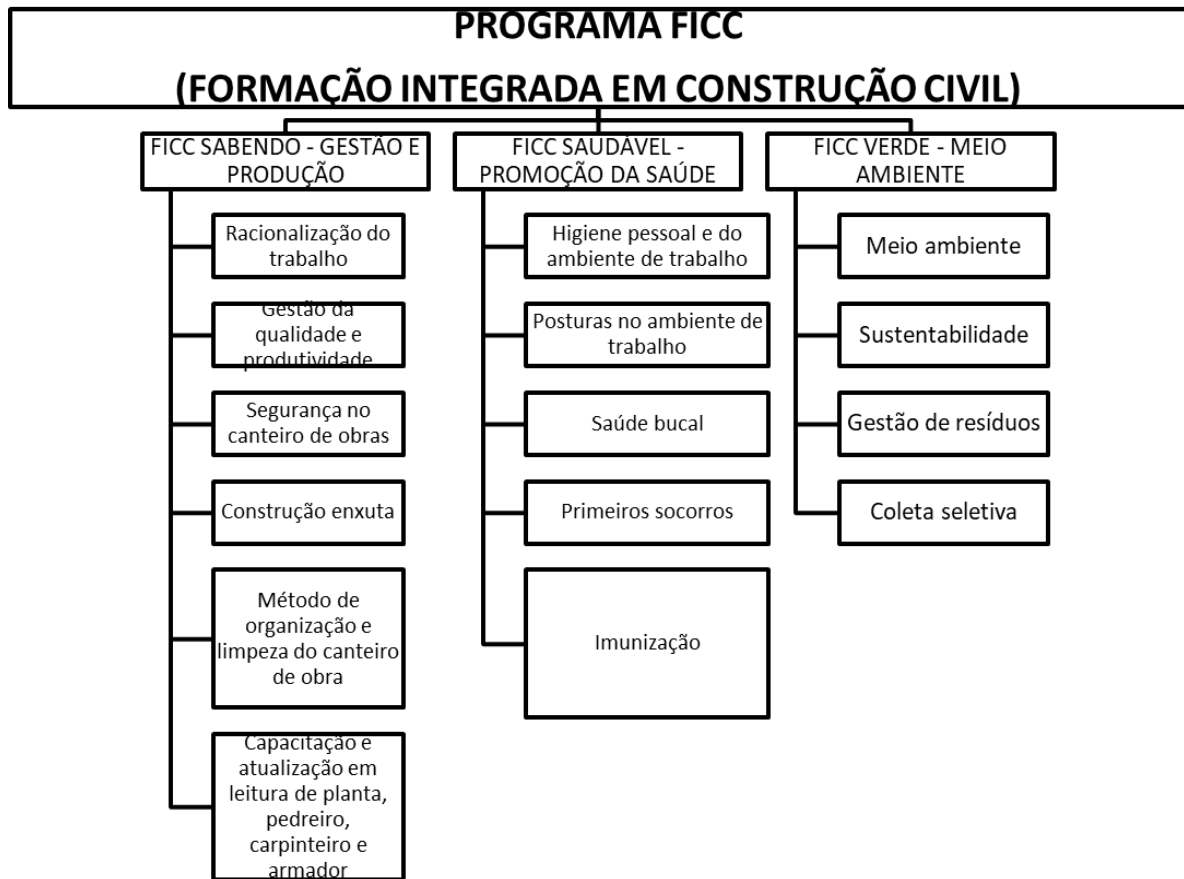 PROGRAMA FICC
(FORMAÇÃO INTEGRADA EM CONSTRUÇÃO CIVIL)
FICC SABENDO - GESTÃO E
PRODUÇÃO
Racionalização do
trabalho
Gestão da
qualidade e
produtividade
Segurança no
canteiro de obras
Construção enxuta
Método de
organização e
limpeza do canteiro
de obra
Capacitação e
atualização em
leitura de planta,
pedreiro,
carpinteiro e
armador
FICC SAUDÁVEL -
PROMOÇÃO DA SAÚDE
Higiene pessoal e do
ambiente de trabalho
Posturas no ambiente de
trabalho
Saúde bucal
Primeiros socorros
Imunização
FICC VERDE - MEIO
AMBIENTE
Meio ambiente
Sustentabilidade
Gestão de resíduos
Coleta seletiva